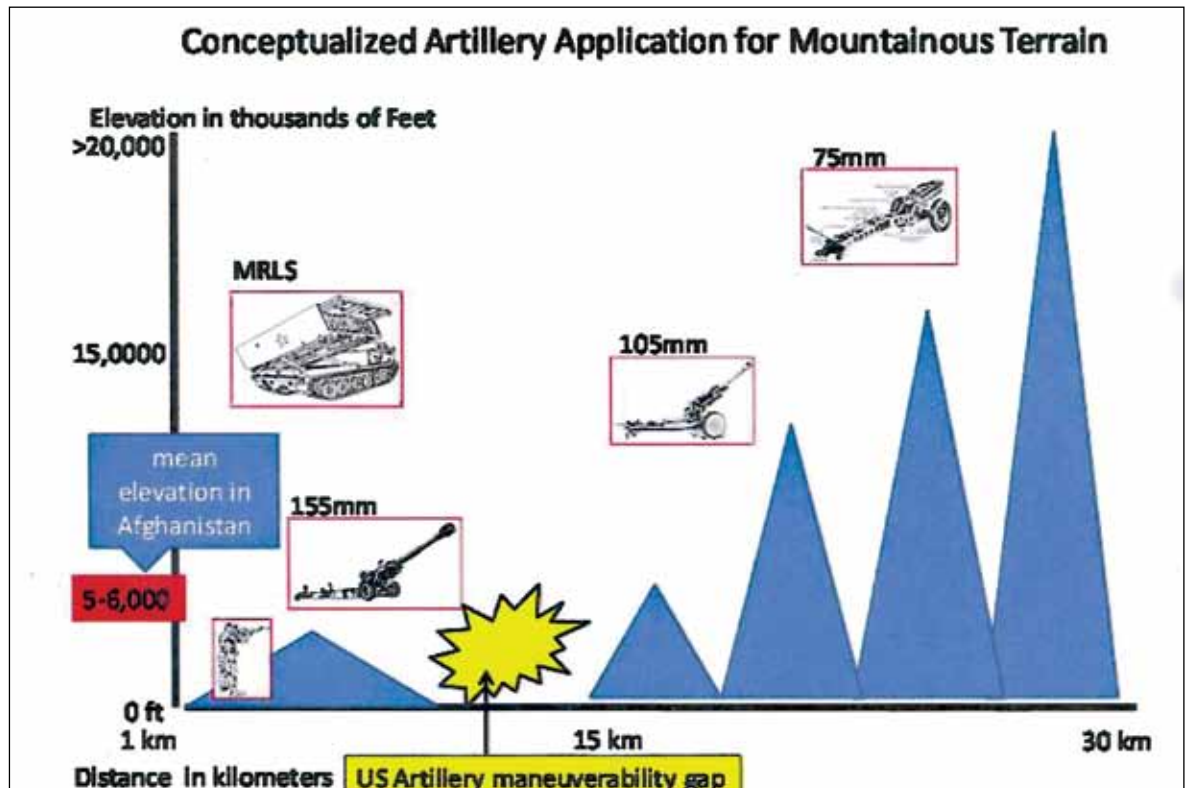 Conceptualized Artillery Application for Mountainous Terrain
Elevation in thousands of Feet
>20,000
75mm
MRLS
15,0000
105mm
mean
elevation in
Afghanistan
155mm
5-6,000
0 ft
1 km
15 km
30 km
Distance in kilometers
US Artillery maneuverability gap